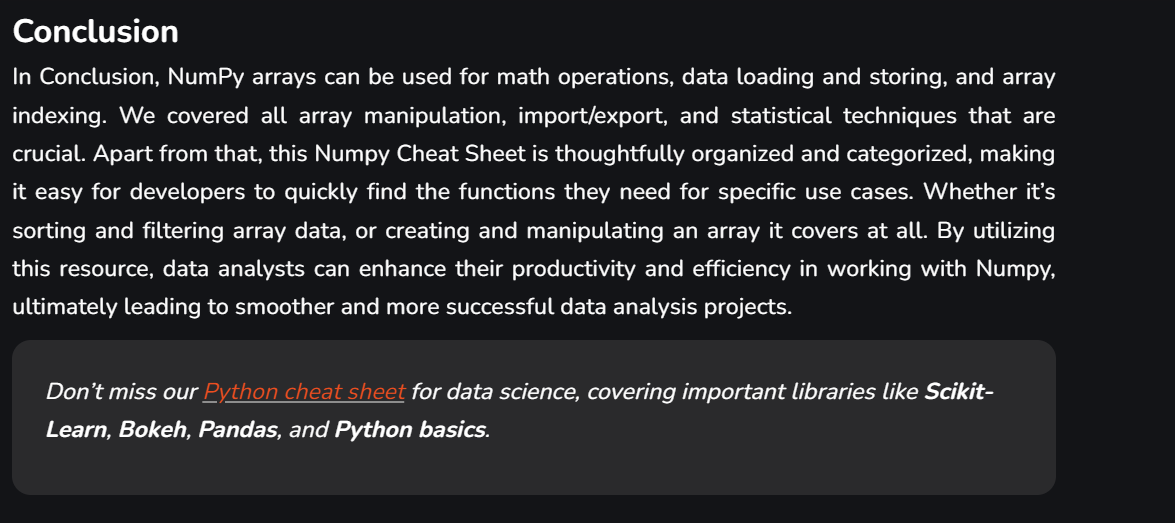 Conclusion
In Conclusion, NumPy arrays can be used for math operations, data loading and storing, and array
indexing. We covered all array manipulation, import/export, and statistical techniques that are
crucial. Apart from that, this Numpy Cheat Sheet is thoughtfully organized and categorized, making
it easy for developers to quickly find the functions they need for specific use cases. Whether it’s
sorting and filtering array data, or creating and manipulating an array it covers at all. By utilizing
this resource, data analysts can enhance their productivity and efficiency in working with Numpy,
ultimately leading to smoother and more successful data analysis projects.
Don’t miss our Python cheat sheet for data science, covering important libraries like Scikit-
Learn, Bokeh, Pandas, and Python basics.